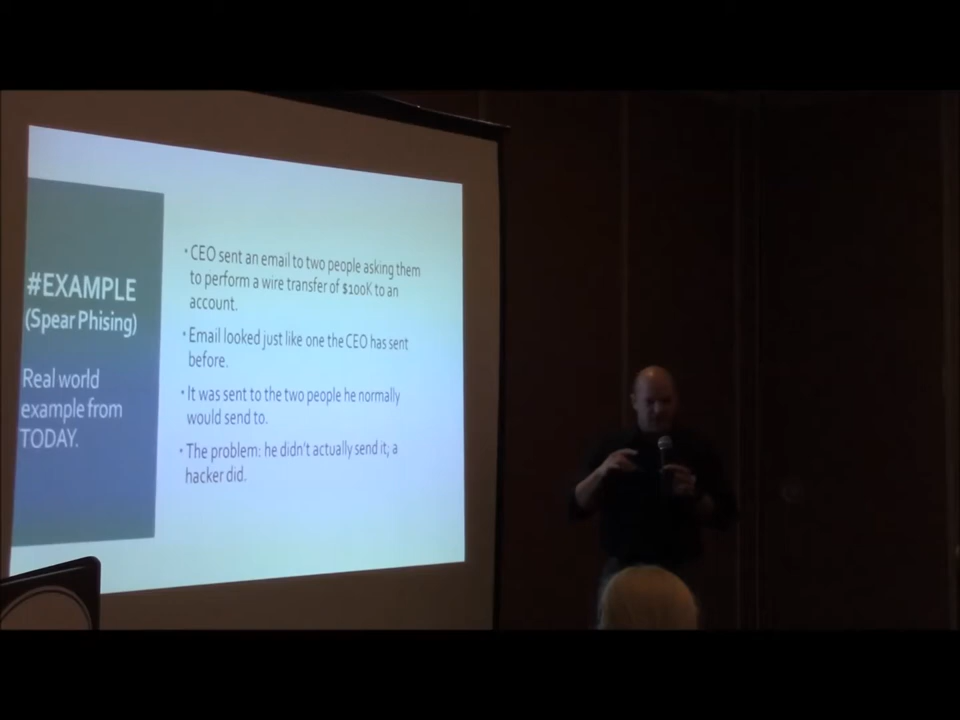 #EXAMPLE
(Spear Phising)
Real world
example from
TODAY.
• CEO sent an email to two people asking them
to perform a wire transfer of $100K to an
account.
• Email looked just like one the CEO has sent
before.
• It was sent to the two people he normally
would send to.
• The problem: he didn't actually send it; a
hacker did.